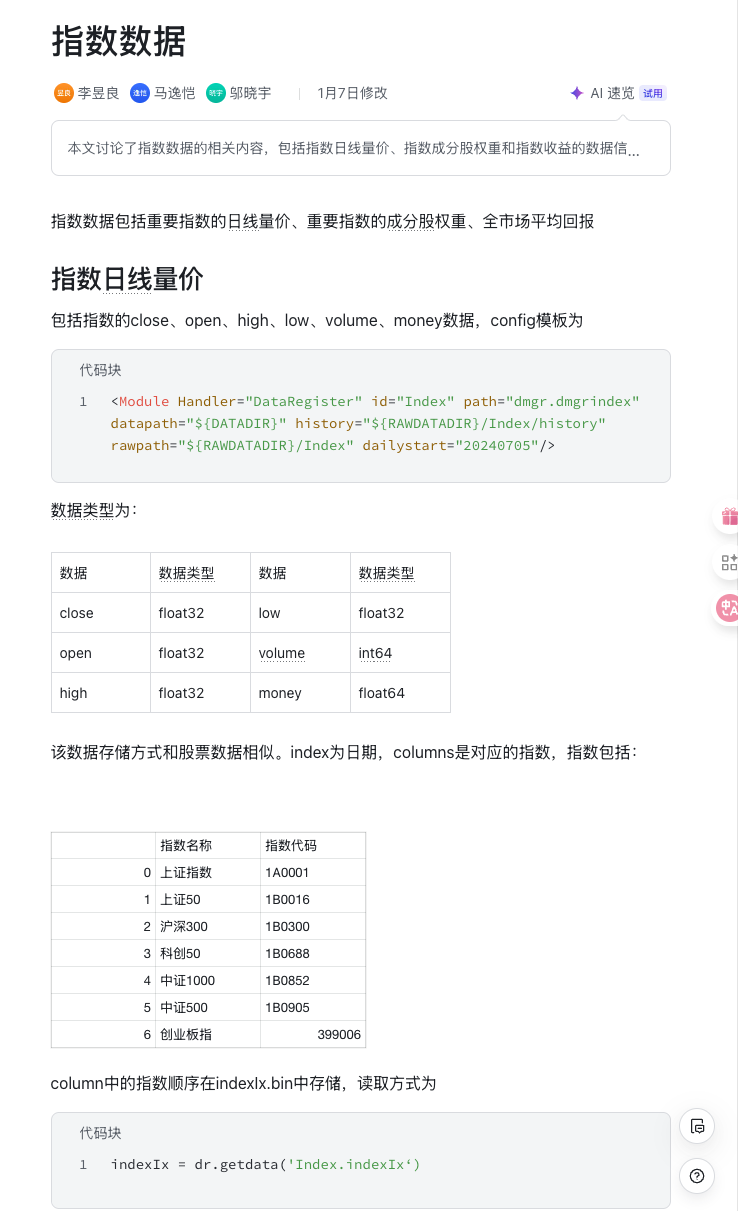 指数数据
昱良 李昱良 逸恺 马逸恺 晓宇 邬晓宇 1月7日修改 AI 速览 试用
本文讨论了指数数据的相关内容，包括指数日线量价、指数成分股权重和指数收益的数据信...
指数数据包括重要指数的日线量价、重要指数的成分股权重、全市场平均回报
指数日线量价
包括指数的close、open、high、low、volume、money数据，config模板为
代码块
1 <Module Handler="DataRegister" id="Index" path="dmgr.dmgrindex"
datapath="${DATADIR}" history="${RAWDATADIR}/Index/history"
rawpath="${RAWDATADIR}/Index" dailystart="20240705"/>
数据类型为：
数据 数据类型 数据 数据类型
close float32 low float32
open float32 volume int64
high float32 money float64
该数据存储方式和股票数据相似。index为日期，columns是对应的指数，指数包括：
指数名称 指数代码
0 上证指数 1A0001
1 上证50 1B0016
2 沪深300 1B0300
3 科创50 1B0688
4 中证1000 1B0852
5 中证500 1B0905
6 创业板指 399006
column中的指数顺序在indexIx.bin中存储，读取方式为
代码块
1 indexIx = dr.getdata('Index.indexIx‘)